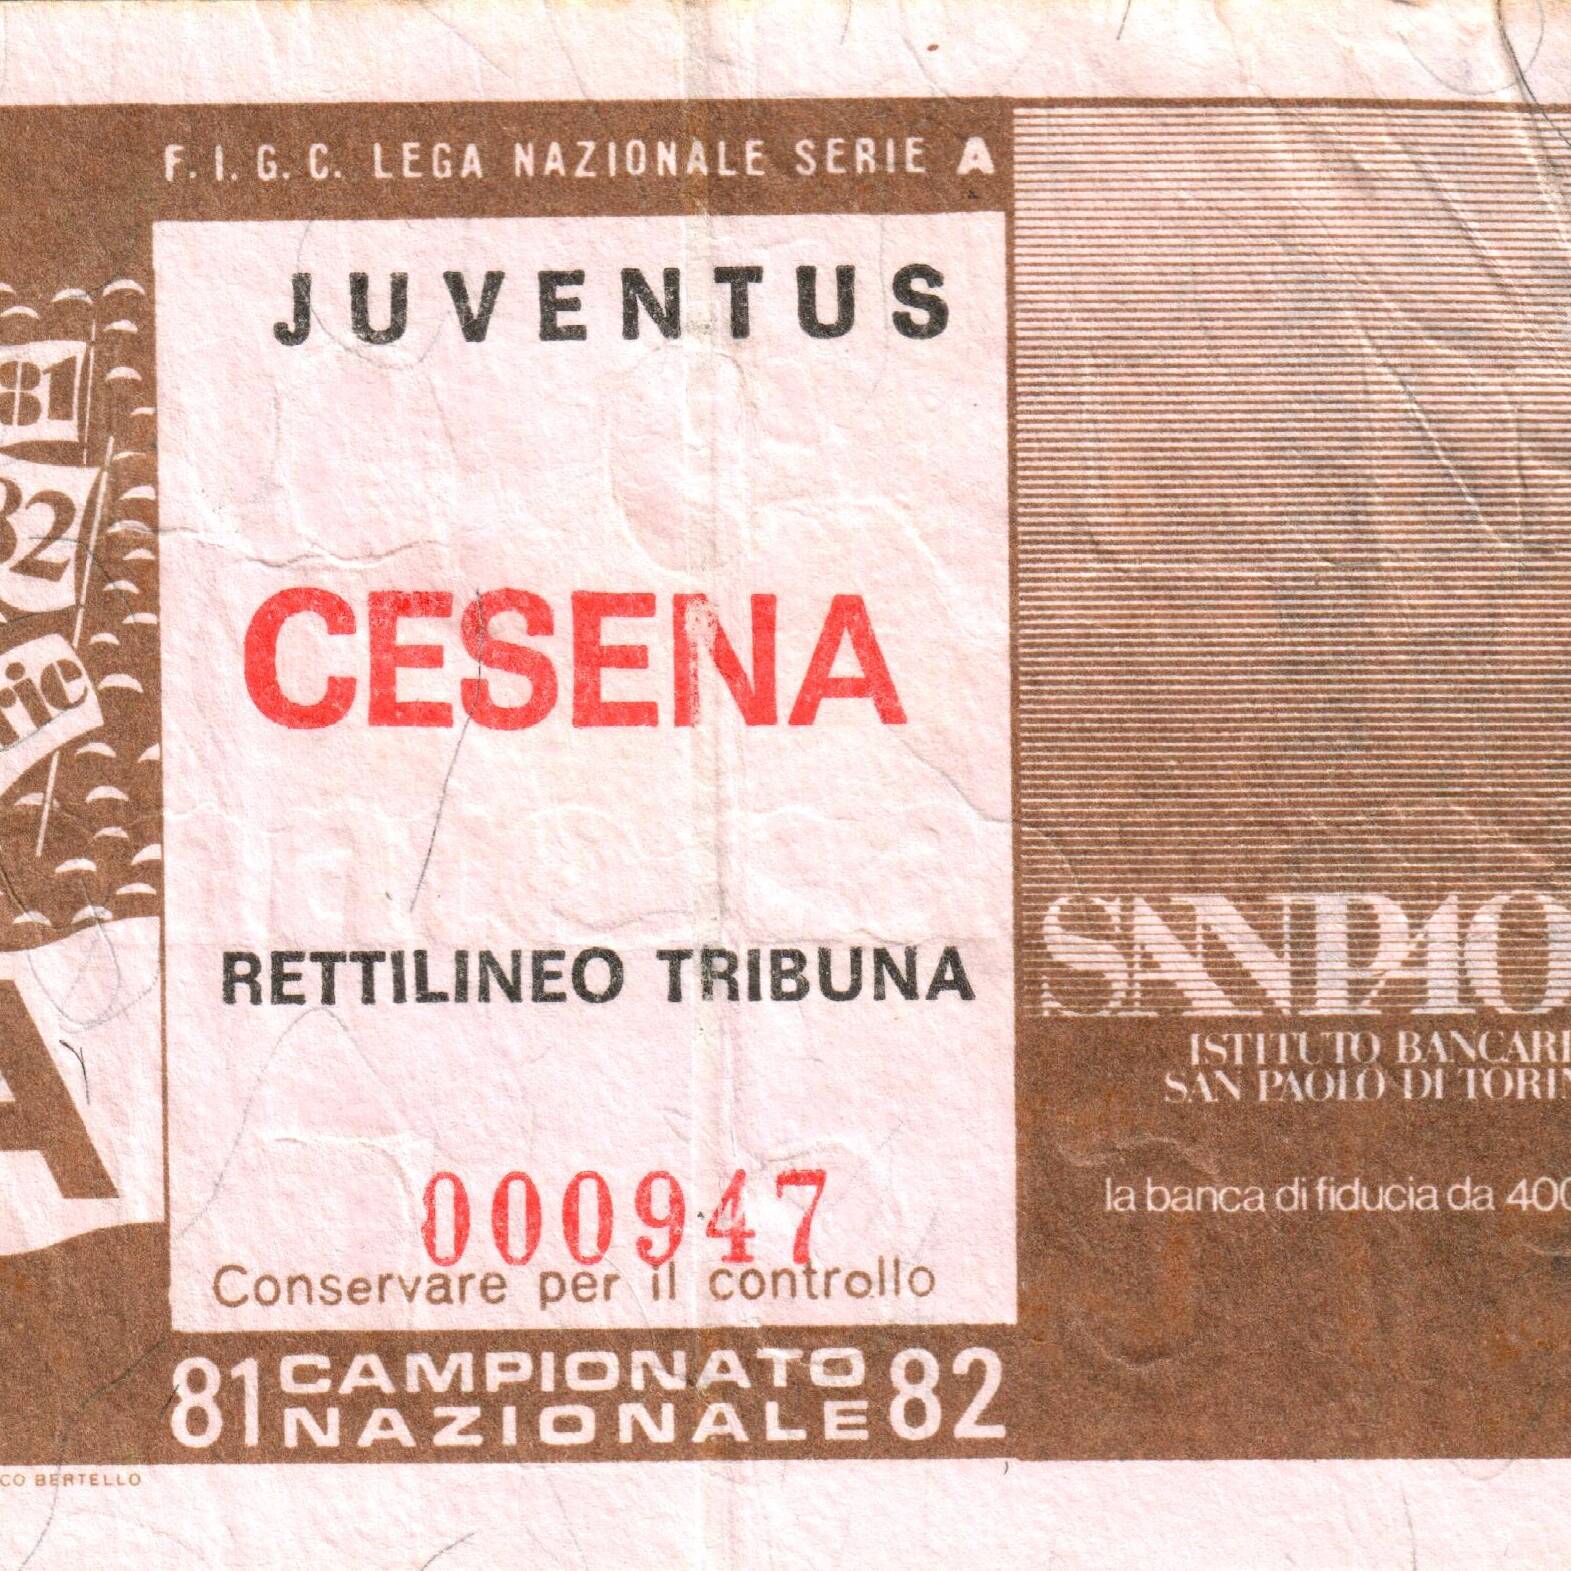 F. I. G. C. LEGA NAZIONALE SERIE A
JUVENTUS
81
82
CESENA
RETTILINEO TRIBUNA
000947
Conservare per il controllo
81 CAMPIONATO NAZIONALE 82
BERTELLO
A
SANPAO
ISTITUTO BANCARI
SAN PAOLO DI TORIN
la banca di fiducia da 400